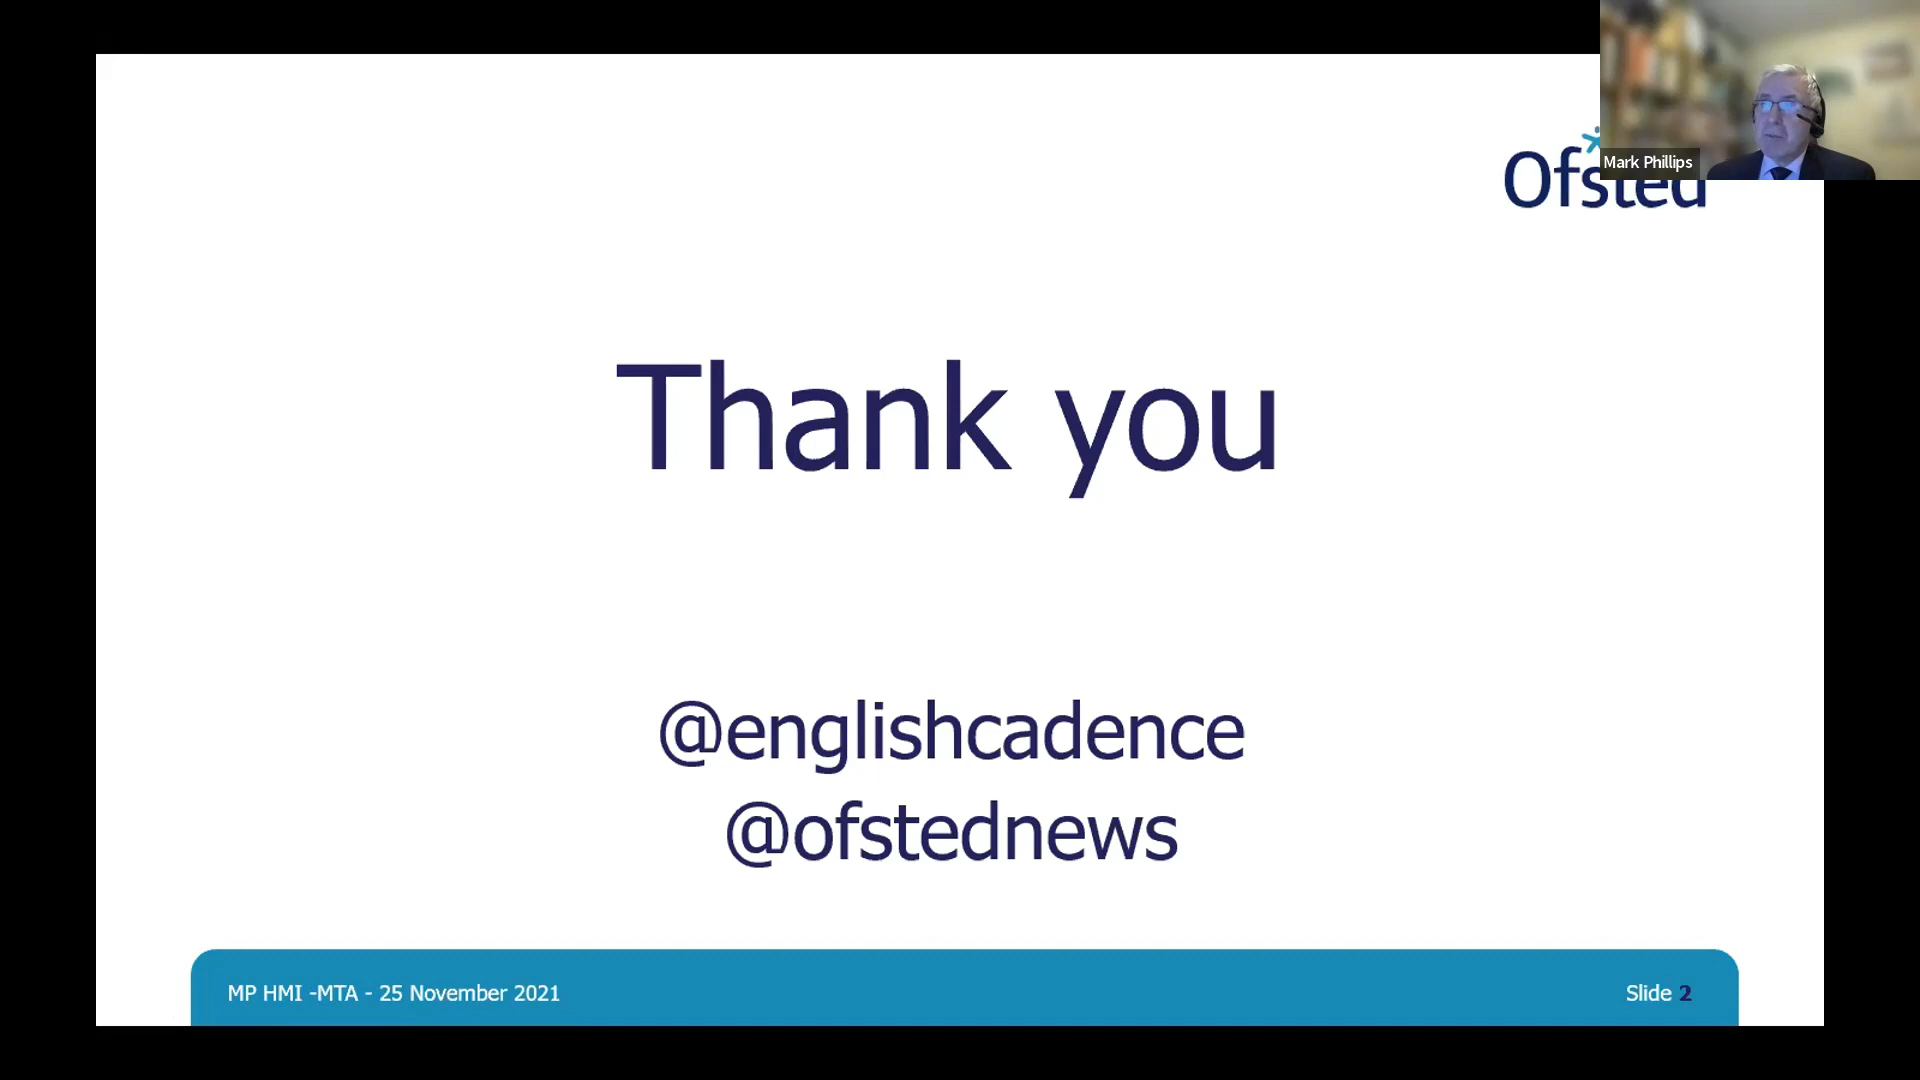 Mark Phillips
Ofsted
Thank you
@englishcadence
@ofstednews
MP HMI -MTA - 25 November 2021
Slide 2